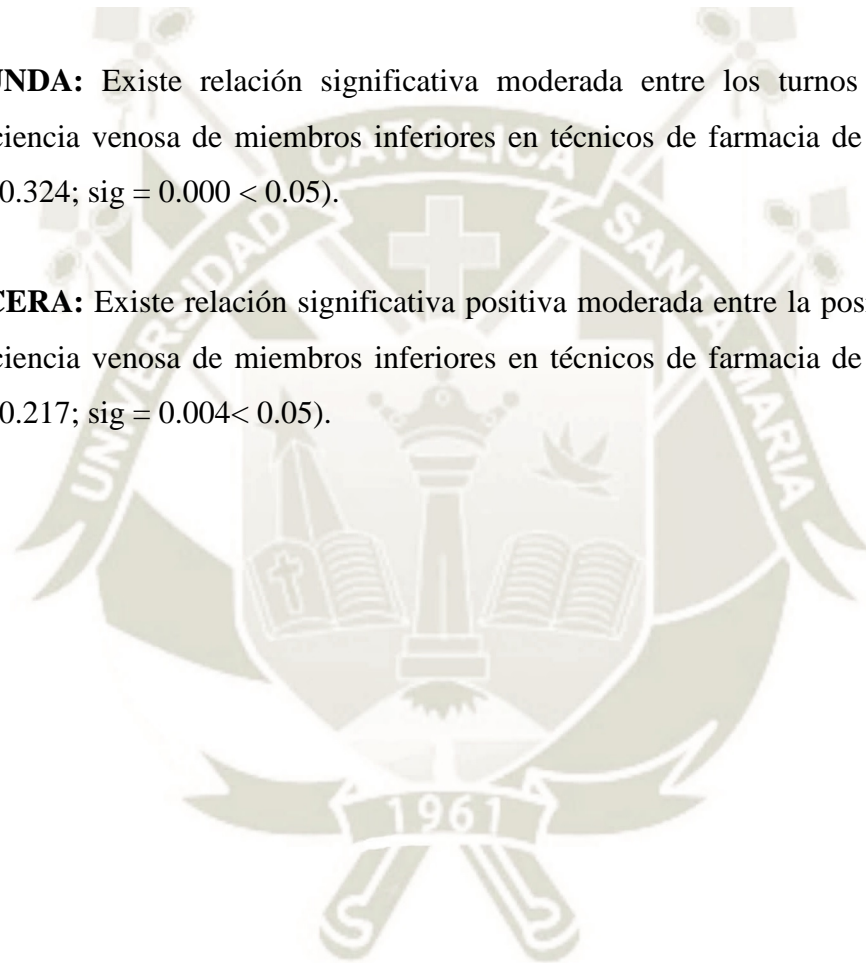 UNDA: Existe relación significativa moderada entre los turnos
ciencia venosa de miembros inferiores en técnicos de farmacia de
0.324; sig = 0.000 < 0.05).
CERA: Existe relación significativa positiva moderada entre la pos
ciencia venosa de miembros inferiores en técnicos de farmacia de
0.217; sig = 0.004< 0.05).
UNIVERSIDAD CATOLICA SANTA MARIA
1961